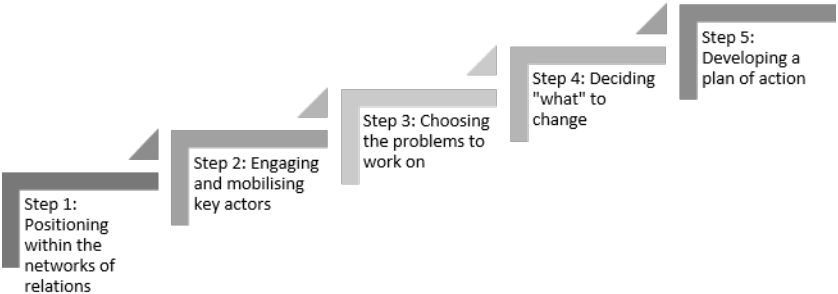 Step 1:
Positioning
within the
networks of
relations
Step 2: Engaging
and mobilising
key actors
Step 3: Choosing
the problems to
work on
Step 4: Deciding
"what" to
change
Step 5:
Developing a
plan of action